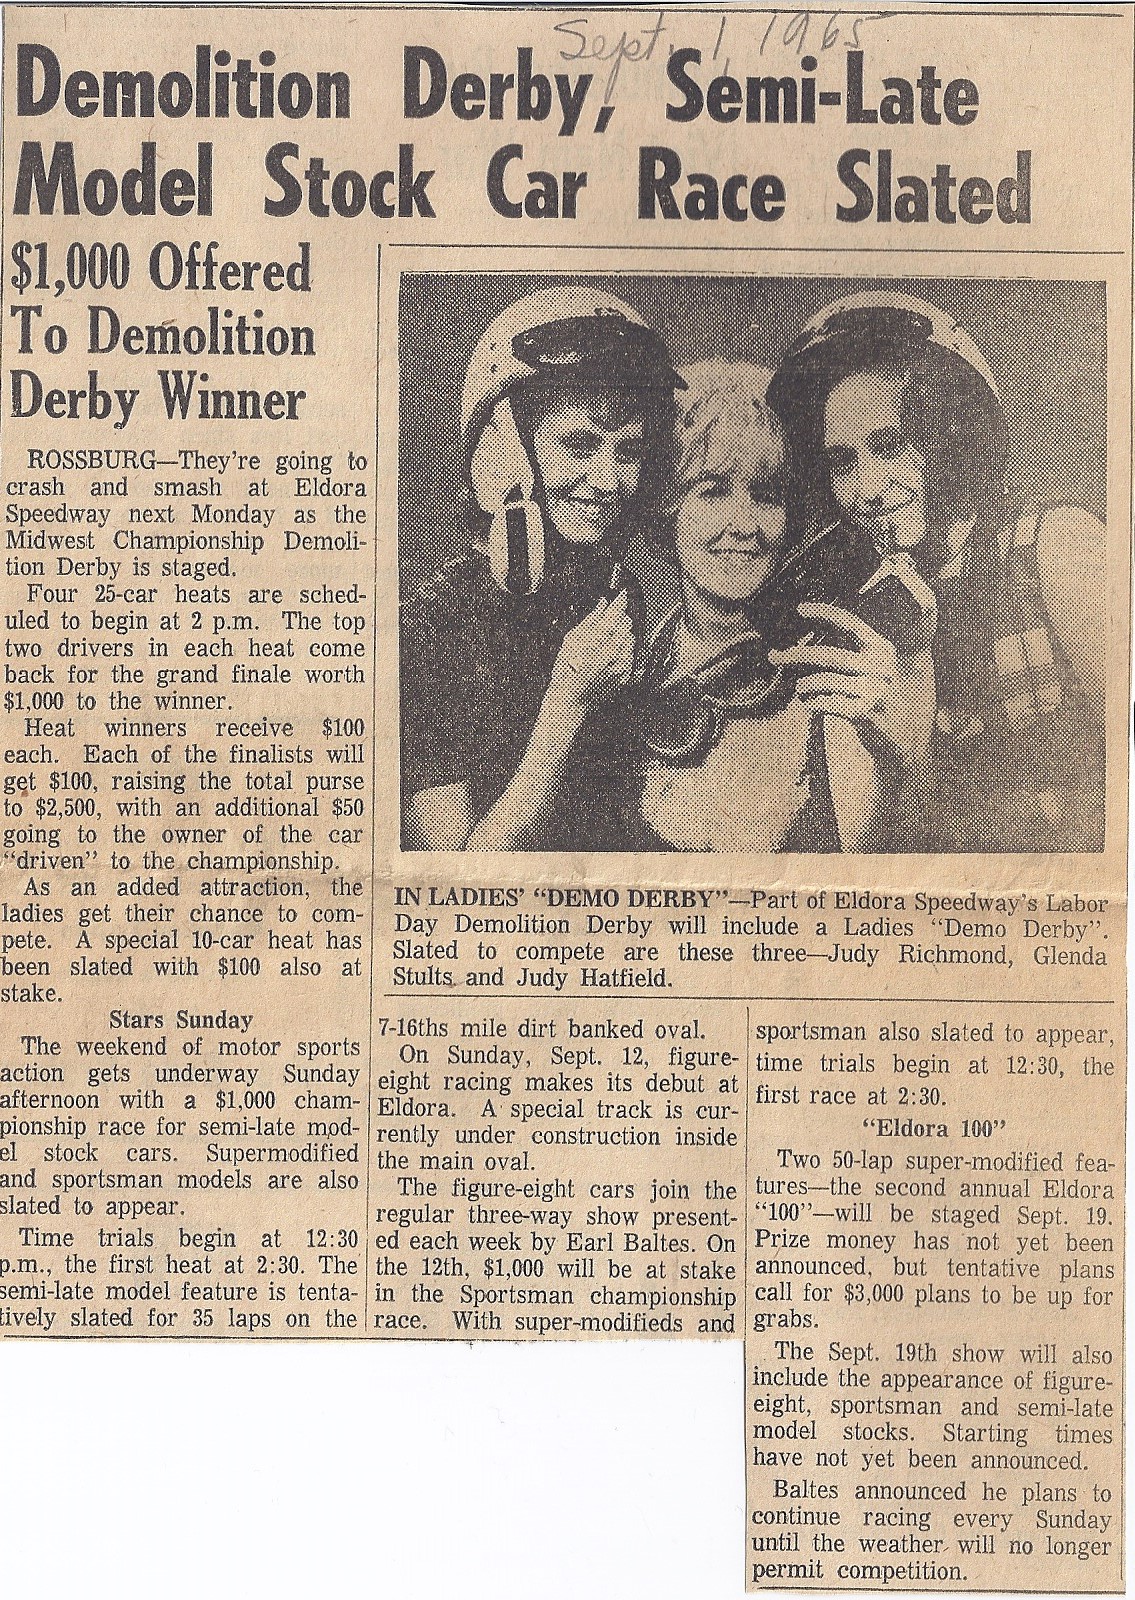 Sept. 1, 1965
Demolition Derby, Semi-Late
Model Stock Car Race Slated
$1,000 Offered
To Demolition
Derby Winner
ROSSBURG—They're going to
crash and smash at Eldora
Speedway next Monday as the
Midwest Championship Demoli-
tion Derby is staged.
Four 25-car heats are sched-
uled to begin at 2 p.m. The top
two drivers in each heat come
back for the grand finale worth
$1,000 to the winner.
Heat winners receive $100
each. Each of the finalists will
get $100, raising the total purse
to $2,500, with an additional $50
going to the owner of the car
“driven” to the championship.
As an added attraction, the
ladies get their chance to com-
pete. A special 10-car heat has
been slated with $100 also at
stake.
Stars Sunday
The weekend of motor sports
action gets underway Sunday
afternoon with a $1,000 cham-
pionship race for semi-late mod-
el stock cars. Supermodified
and sportsman models are also
slated to appear.
Time trials begin at 12:30
p.m., the first heat at 2:30. The
semi-late model feature is tenta-
tively slated for 35 laps on the
IN LADIES' “DEMO DERBY”—Part of Eldora Speedway's Labor
Day Demolition Derby will include a Ladies “Demo Derby”.
Slated to compete are these three—Judy Richmond, Glenda
Stults and Judy Hatfield.
7-16ths mile dirt banked oval.
On Sunday, Sept. 12, figure-
eight racing makes its debut at
Eldora. A special track is cur-
rently under construction inside
the main oval.
The figure-eight cars join the
regular three-way show present-
ed each week by Earl Baltes. On
the 12th, $1,000 will be at stake
in the Sportsman championship
race. With super-modifieds and
sportsman also slated to appear,
time trials begin at 12:30, the
first race at 2:30.
“Eldora 100”
Two 50-lap super-modified fea-
tures—the second annual Eldora
“100”—will be staged Sept. 19.
Prize money has not yet been
announced, but tentative plans
call for $3,000 plans to be up for
grabs.
The Sept. 19th show will also
include the appearance of figure-
eight, sportsman and semi-late
model stocks. Starting times
have not yet been announced.
Baltes announced he plans to
continue racing every Sunday
until the weather will no longer
permit competition.